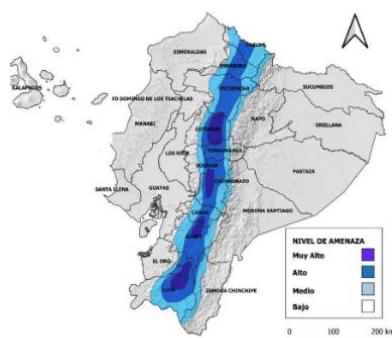 CARCHI
ESMERALDAS
IMBABURA
PICHINCHA
SUCUMBIOS
GALAPAGOS
TO DOMINGO DE LOS TSACHILAS
NAPO
ORELLANA
MANABI
COTOPAXI
TUNGURAHUA
LOS RIOS
BOLIVAR
PASTAZA
SANTA ELENA
GUAYAS
CHIMBORAZO
MORONA SANTIAGO
CAÑAR
AZUAY
EL ORO
LOJA
ZAMORA CHINCHIPE
NIVEL DE AMENAZA
Muy Alto
Alto
Medio
Bajo
0 100 200 km